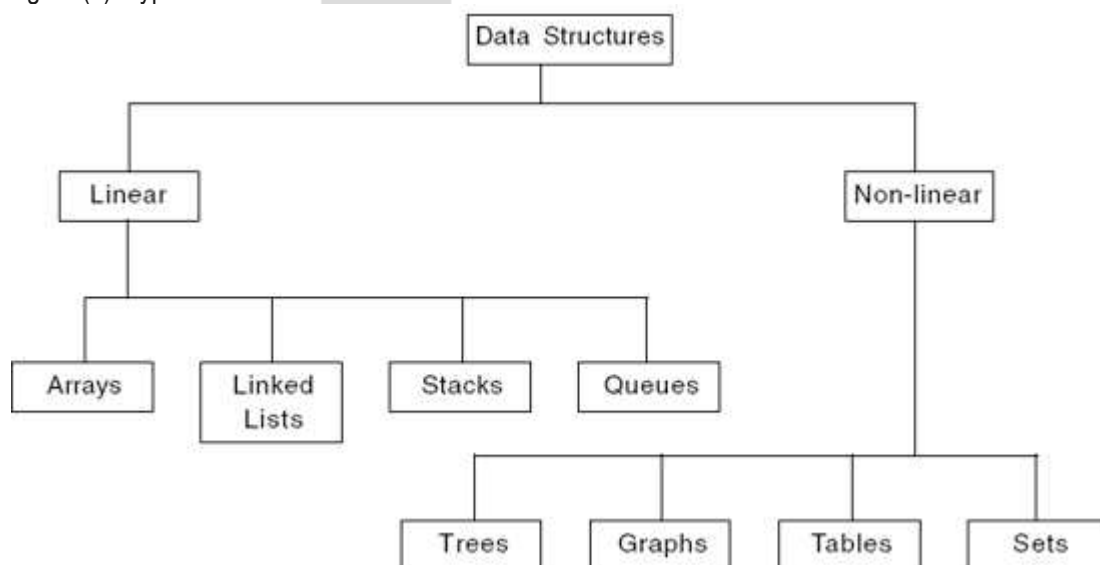 Data Structures
Linear
Non-linear
Arrays
Linked
Lists
Stacks
Queues
Trees
Graphs
Tables
Sets